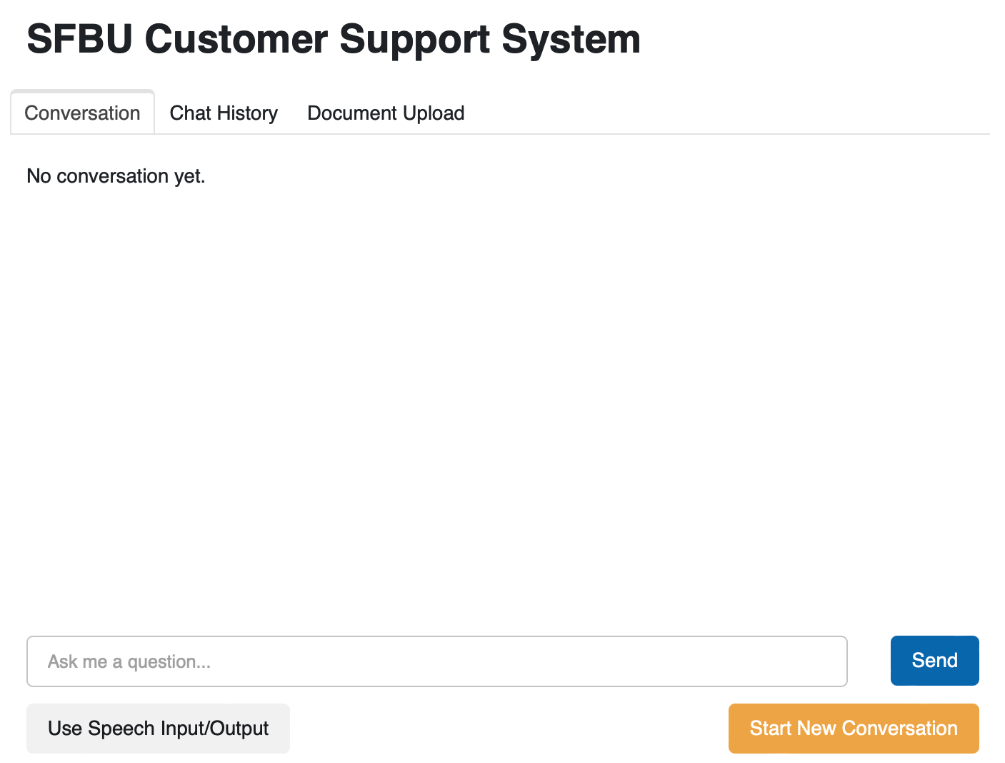 SFBU Customer Support System
Conversation Chat History Document Upload
No conversation yet.
Ask me a question...
Send
Use Speech Input/Output
Start New Conversation